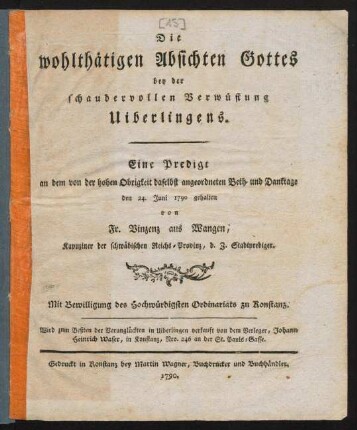 [15]
Die
wohlthätigen Absichten Gottes
bey der
schaudervollen Verwüstung
Uiberlingens.
Eine Predigt
an dem von der hohen Obrigkeit daselbst angeordneten Beth- und Danktage
den 24. Juni 1790 gehalten
von
Fr. Vinzenz aus Wangen,
Kapuziner der schwäbischen Reichs-Provinz, d. Z. Stadtprediger.
Mit Bewilligung des Hochwürdigsten Ordinariats zu Konstanz.
Wird zum Besten der Verunglückten in Uiberlingen verkauft von dem Verleger, Johann
Heinrich Waser, in Konstanz, Nro. 246 an der St. Pauls-Gasse.
Gedruckt in Konstanz bey Martin Wagner, Buchdrucker und Buchhändler.
1790.